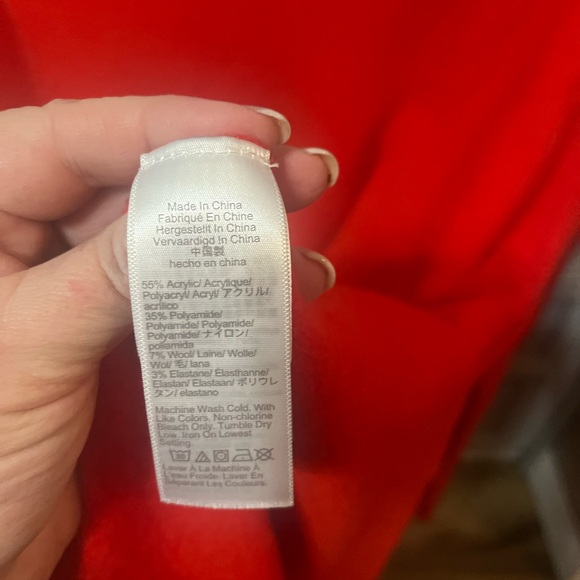 Made In China
Fabriqué En Chine
Hergestellt In China
Vervaardigd In China
中国製
hecho en china
55% Acrylic/ Acrylique/
Polyacryl/ Acryl/ アクリル/
acrilico
35% Polyamide/
Polyamide/ Polyamide/
Polyamide/ ナイロン/
poliamida
7% Wool/ Laine/ Wolle/
Wol/ 毛/ lana
3% Elastane/ Élasthanne/
Elastan/ Elastaan/ ポリウレ
タン/ elastano
Machine Wash Cold. With
Like Colors. Non-chlorine
Bleach Only. Tumble Dry
Low. Iron On Lowest
Setting.
Laver À La Machine À
L'eau Froide. Laver En
Séparant Les Couleurs.